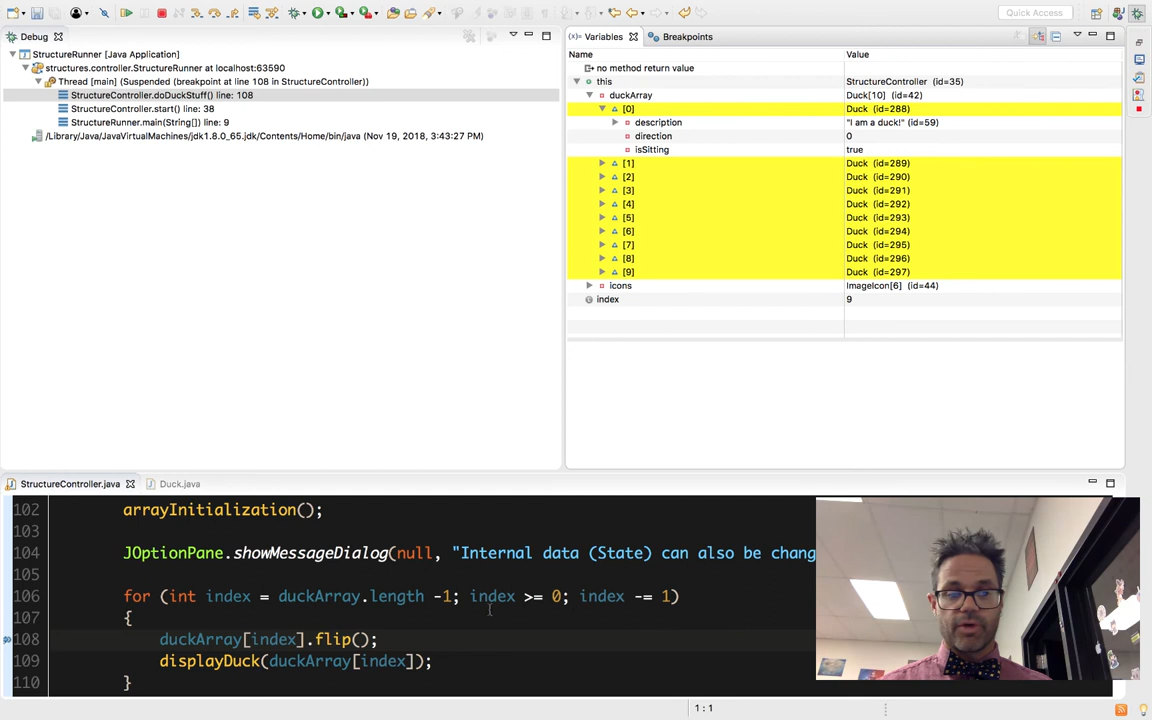 Quick Access
Debug
StructureRunner [Java Application]
structures.controller.StructureRunner at localhost:63590
Thread [main] (Suspended (breakpoint at line 108 in StructureController))
StructureController.doDuckStuff() line: 108
StructureController.start() line: 38
StructureRunner.main(String[]) line: 9
/Library/Java/JavaVirtualMachines/jdk1.8.0_65.jdk/Contents/Home/bin/java (Nov 19, 2018, 3:43:27 PM)
(x)= Variables Breakpoints
Name Value
no method return value
this StructureController (id=35)
duckArray Duck[10] (id=42)
[0] Duck (id=288)
description "I am a duck!" (id=59)
direction 0
isSitting true
[1] Duck (id=289)
[2] Duck (id=290)
[3] Duck (id=291)
[4] Duck (id=292)
[5] Duck (id=293)
[6] Duck (id=294)
[7] Duck (id=295)
[8] Duck (id=296)
[9] Duck (id=297)
icons ImageIcon[6] (id=44)
index 9
StructureController.java Duck.java
102 arrayInitialization();
103
104 JOptionPane.showMessageDialog(null, "Internal data (State) can also be chang
105
106 for (int index = duckArray.length -1; index >= 0; index -= 1)
107 {
108 duckArray[index].flip();
109 displayDuck(duckArray[index]);
110 }
1 : 1